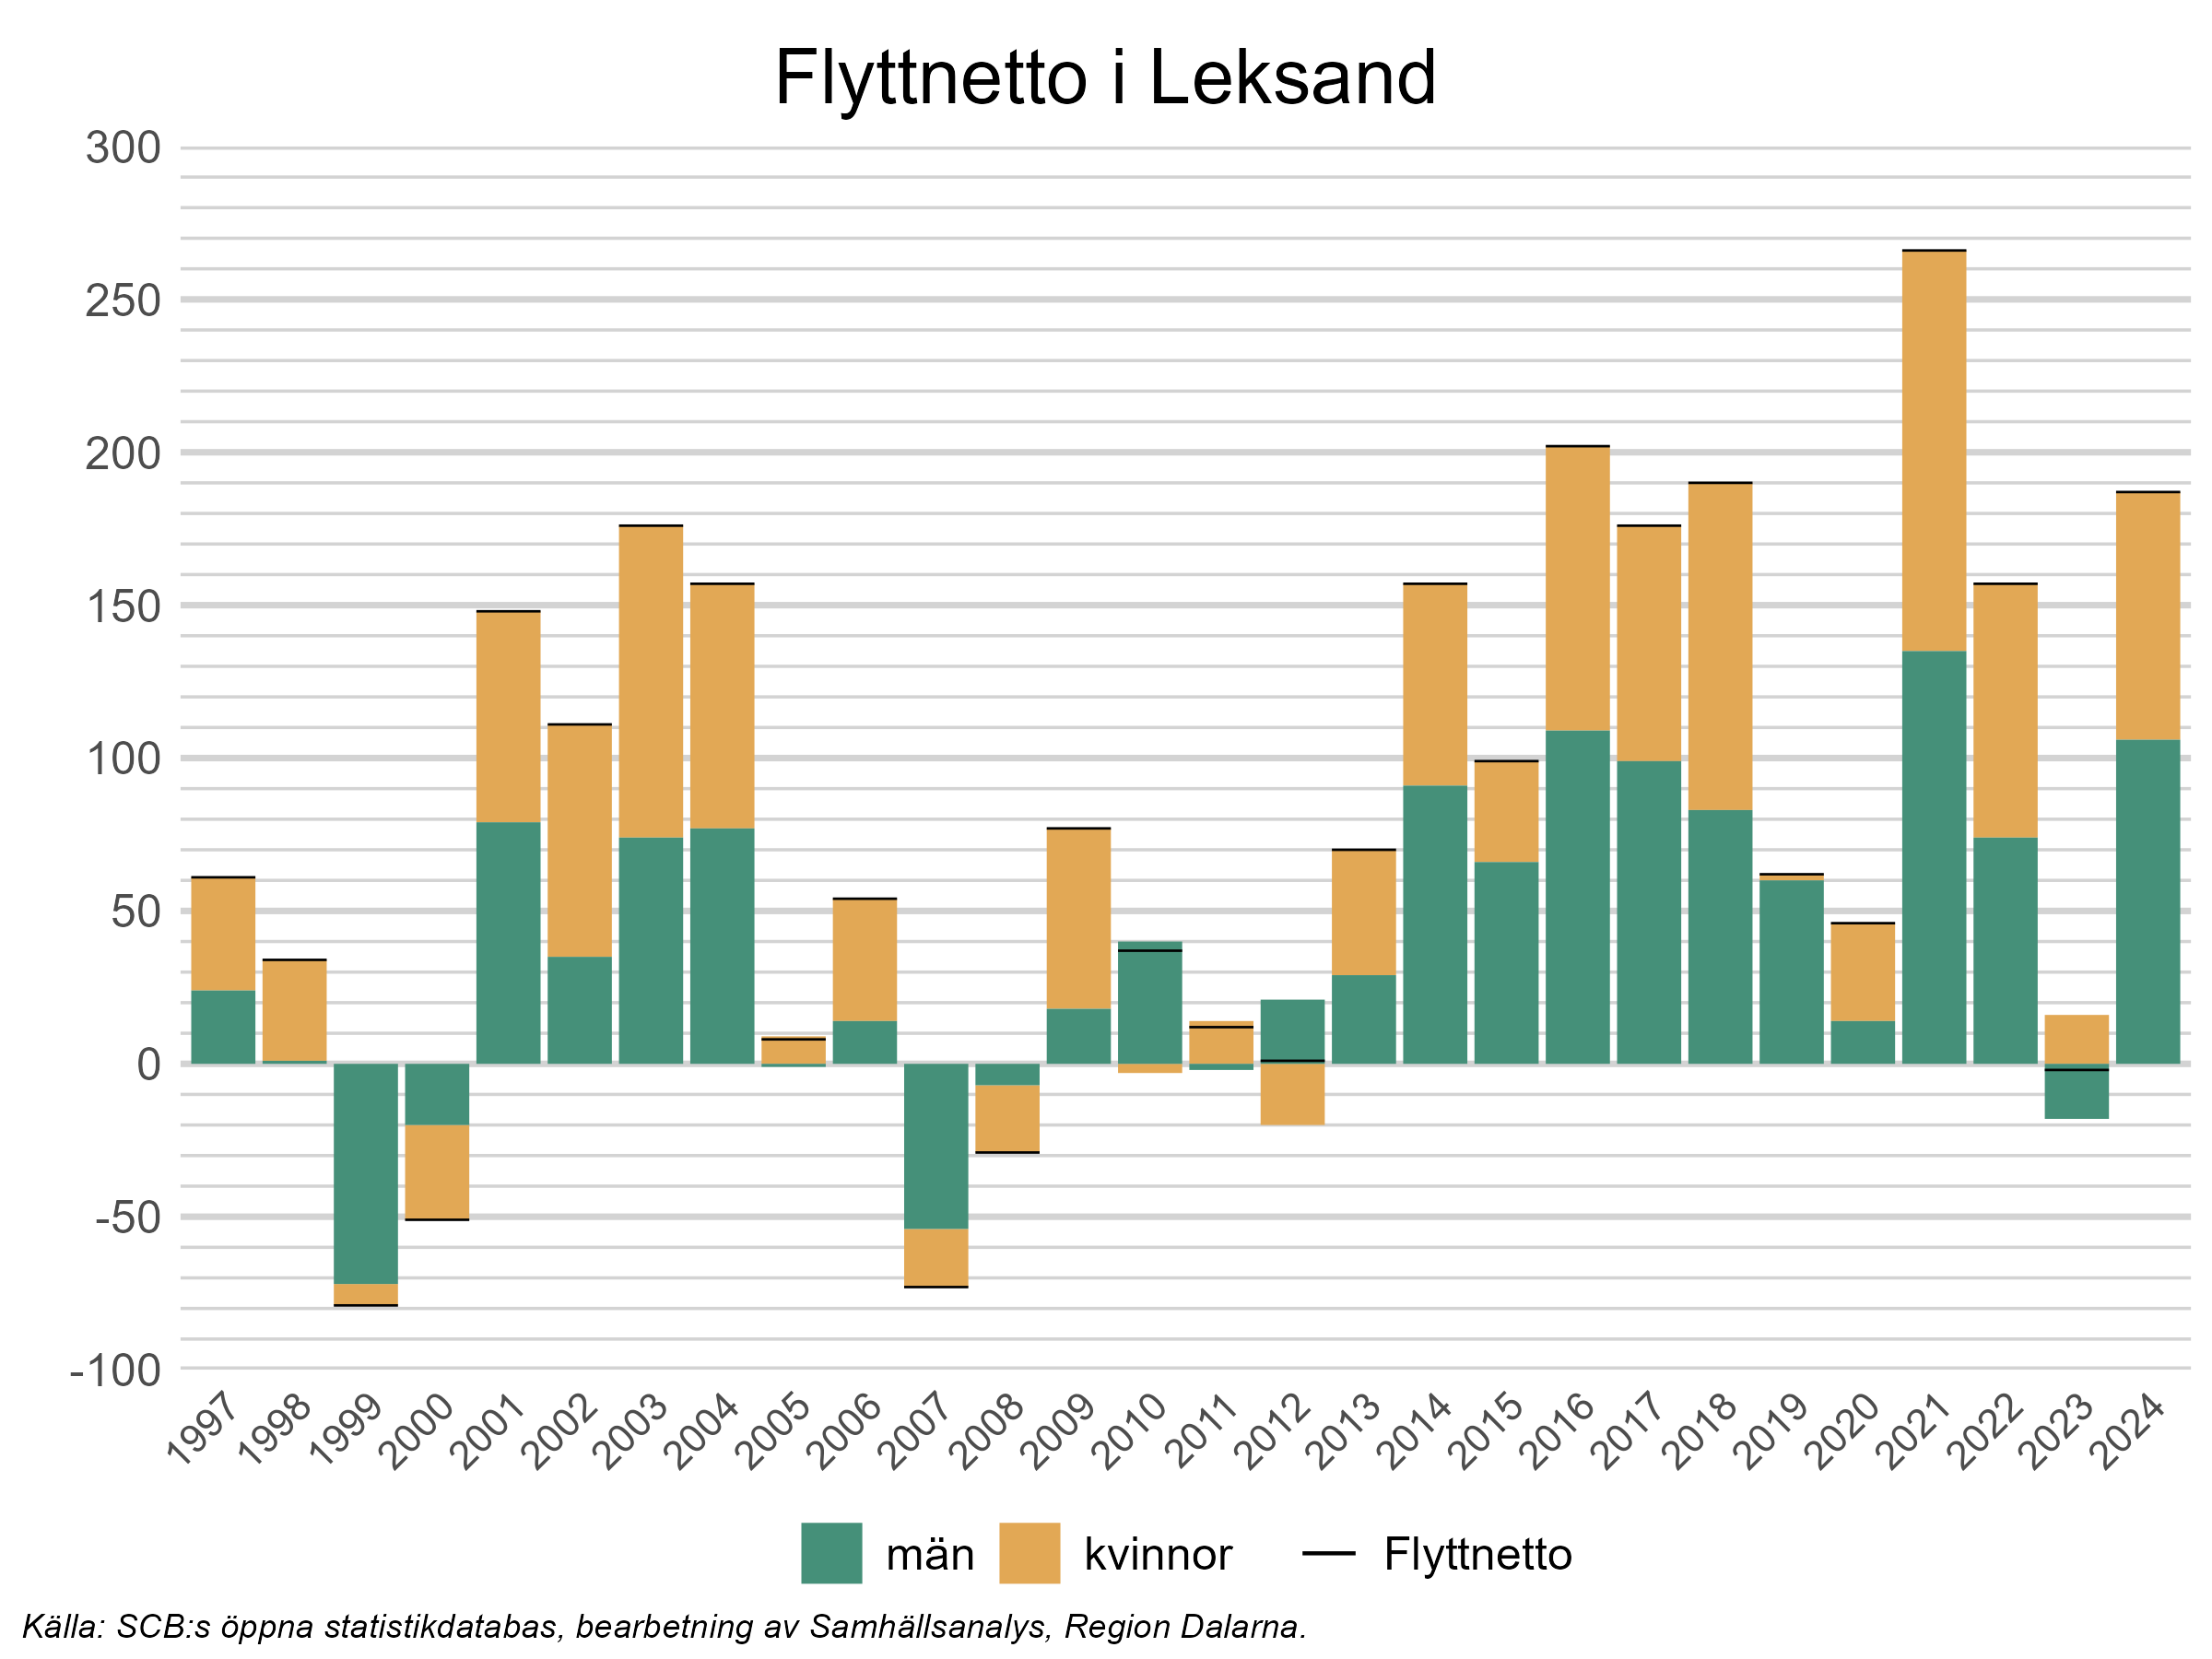 Flyttnetto i Leksand
300
250
200
150
100
50
0
-50
-100
1997 1998 1999 2000 2001 2002 2003 2004 2005 2006 2007 2008 2009 2010 2011 2012 2013 2014 2015 2016 2017 2018 2019 2020 2021 2022 2023 2024
män kvinnor Flyttnetto
Källa: SCB:s öppna statistikdatabas, bearbetning av Samhällsanalys, Region Dalarna.